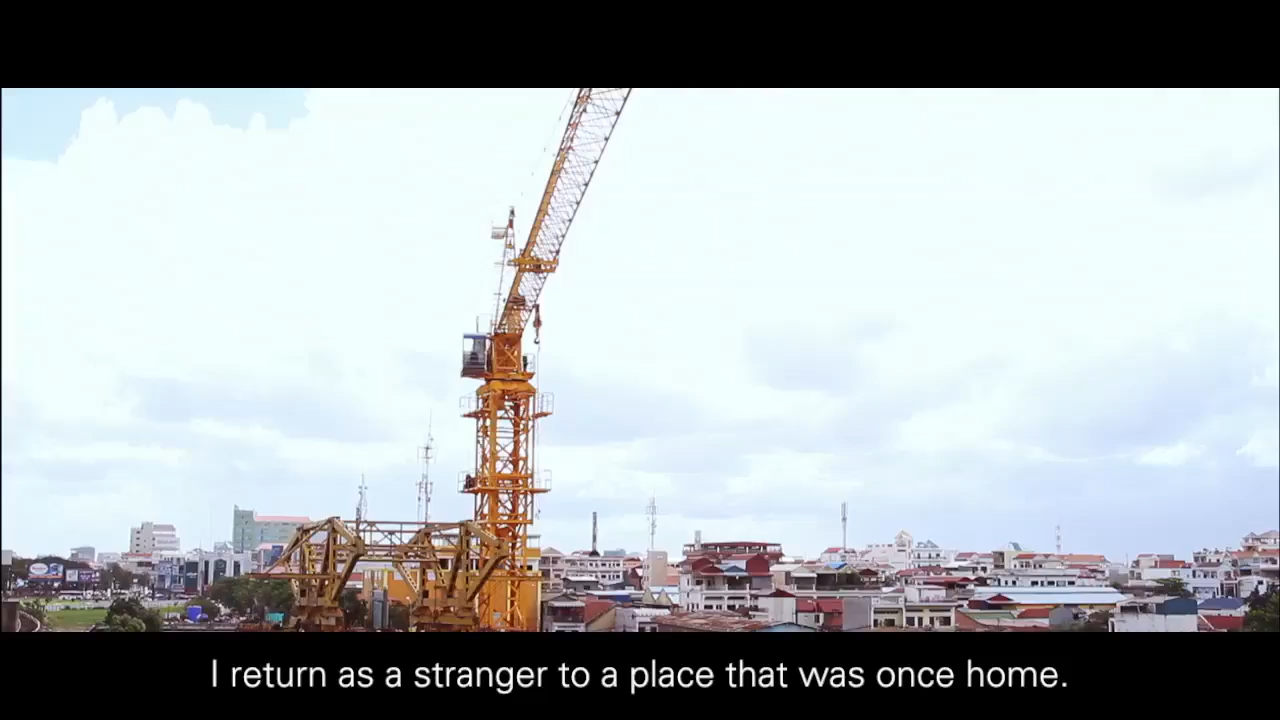 I return as a stranger to a place that was once home.